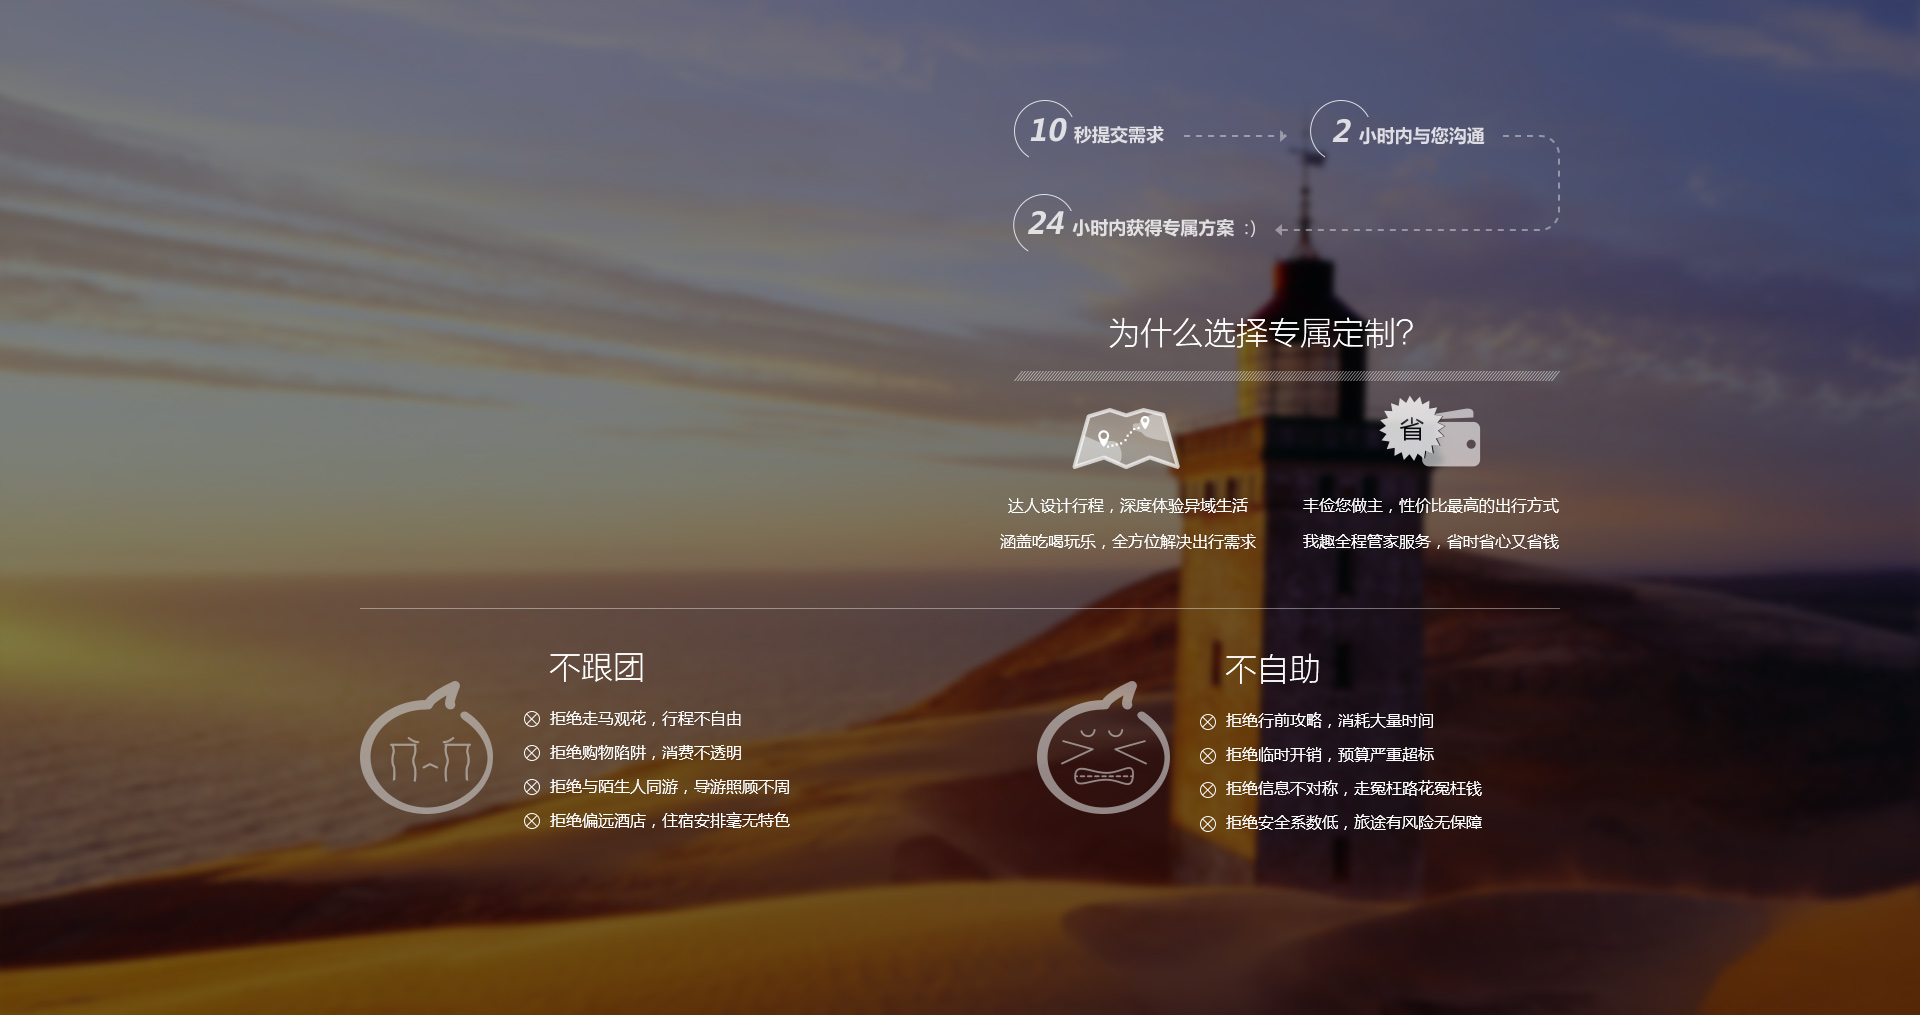 10 秒提交需求
2 小时内与您沟通
24 小时内获得专属方案 :)
为什么选择专属定制?
省
达人设计行程，深度体验异域生活
涵盖吃喝玩乐，全方位解决出行需求
丰俭您做主，性价比最高的出行方式
我趣全程管家服务，省时省心又省钱
不跟团
拒绝走马观花，行程不自由
拒绝购物陷阱，消费不透明
拒绝与陌生人同游，导游照顾不周
拒绝偏远酒店，住宿安排毫无特色
不自助
拒绝行前攻略，消耗大量时间
拒绝临时开销，预算严重超标
拒绝信息不对称，走冤枉路花冤枉钱
拒绝安全系数低，旅途有风险无保障